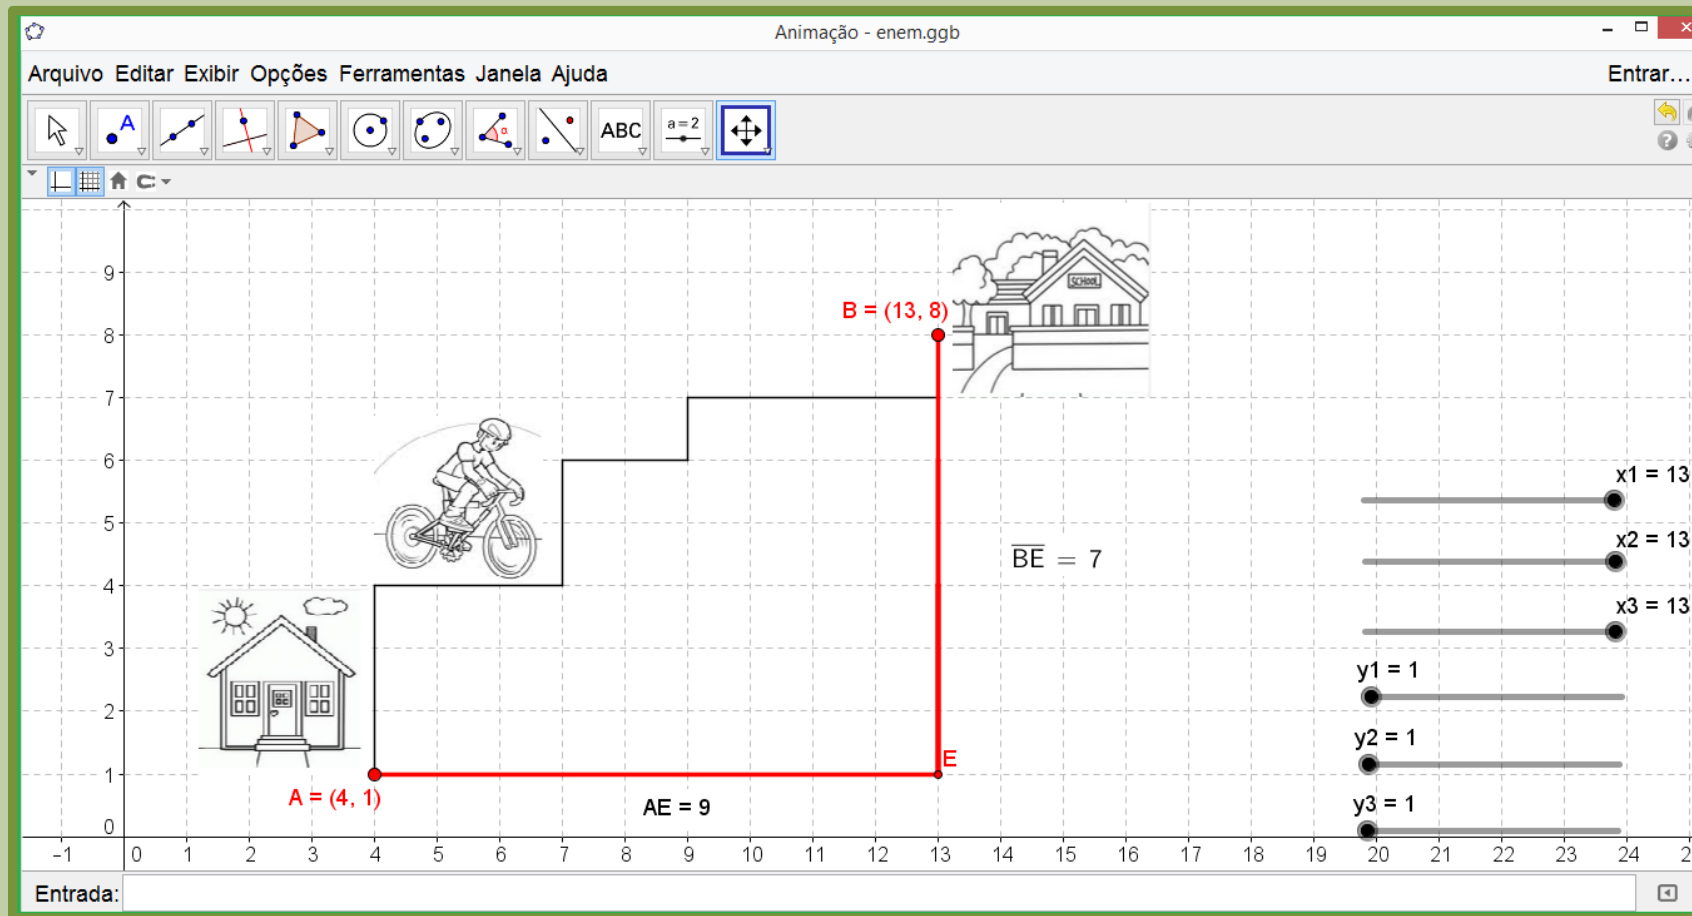 Animação - enem.ggb
Arquivo Editar Exibir Opções Ferramentas Janela Ajuda
Entrar...
A
α
ABC
a=2
?
9
8
7
6
5
4
3
2
1
0
B = (13, 8)
SCHOOL
x1 = 13
x2 = 13
BE = 7
x3 = 13
y1 = 1
y2 = 1
y3 = 1
E
A = (4, 1)
AE = 9
-1 0 1 2 3 4 5 6 7 8 9 10 11 12 13 14 15 16 17 18 19 20 21 22 23 24
Entrada: